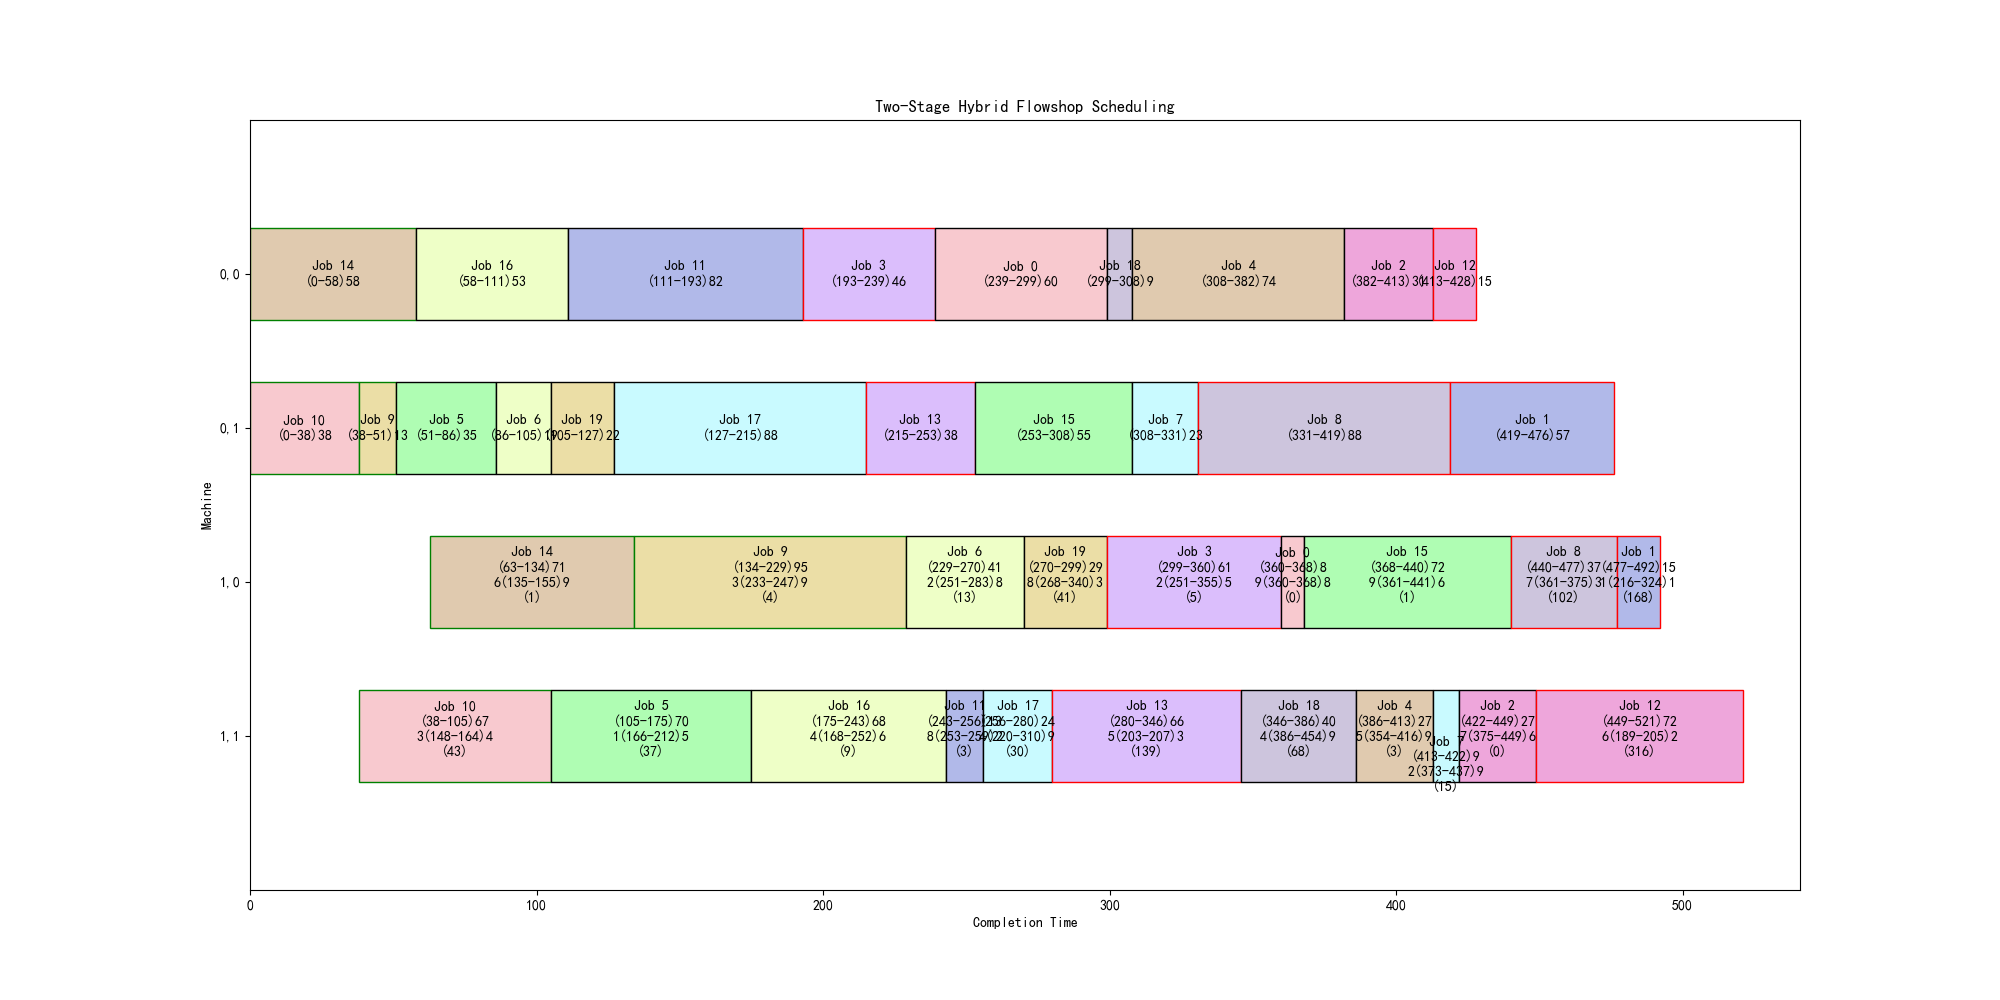 Two-Stage Hybrid Flowshop Scheduling
Machine
0,0
Job 14
(0-58)58
Job 16
(58-111)53
Job 11
(111-193)82
Job 3
(193-239)46
Job 0
(239-299)60
Job 18
(299-308)9
Job 4
(308-382)74
Job 2
(382-413)31
Job 12
(413-428)15
0,1
Job 10
(0-38)38
Job 9
(38-51)13
Job 5
(51-86)35
Job 6
(86-105)19
Job 19
(105-127)22
Job 17
(127-215)88
Job 13
(215-253)38
Job 15
(253-308)55
Job 7
(308-331)23
Job 8
(331-419)88
Job 1
(419-476)57
1,0
Job 14
(63-134)71
6(135-155)9
(1)
Job 9
(134-229)95
3(233-247)9
(4)
Job 6
(229-270)41
2(251-283)8
(13)
Job 19
(270-299)29
8(268-340)3
(41)
Job 3
(299-360)61
2(251-355)5
(5)
Job 0
(360-368)8
9(360-368)8
(0)
Job 15
(368-440)72
9(361-441)6
(1)
Job 8
(440-477)37
7(361-375)3
(102)
Job 1
(477-492)15
1(216-324)1
(168)
1,1
Job 10
(38-105)67
3(148-164)4
(43)
Job 5
(105-175)70
1(166-212)5
(37)
Job 16
(175-243)68
4(168-252)6
(9)
Job 11
(243-256)13
(3)
Job 17
(256-280)24
(30)
Job 13
(280-346)66
5(203-207)3
(139)
Job 18
(346-386)40
4(386-454)9
(68)
Job 4
(386-413)27
5(354-416)9
(3)
Job 7
(413-422)9
2(373-437)9
(15)
Job 2
(422-449)27
7(375-449)6
(0)
Job 12
(449-521)72
6(189-205)2
(316)
0
100
200
300
400
500
Completion Time